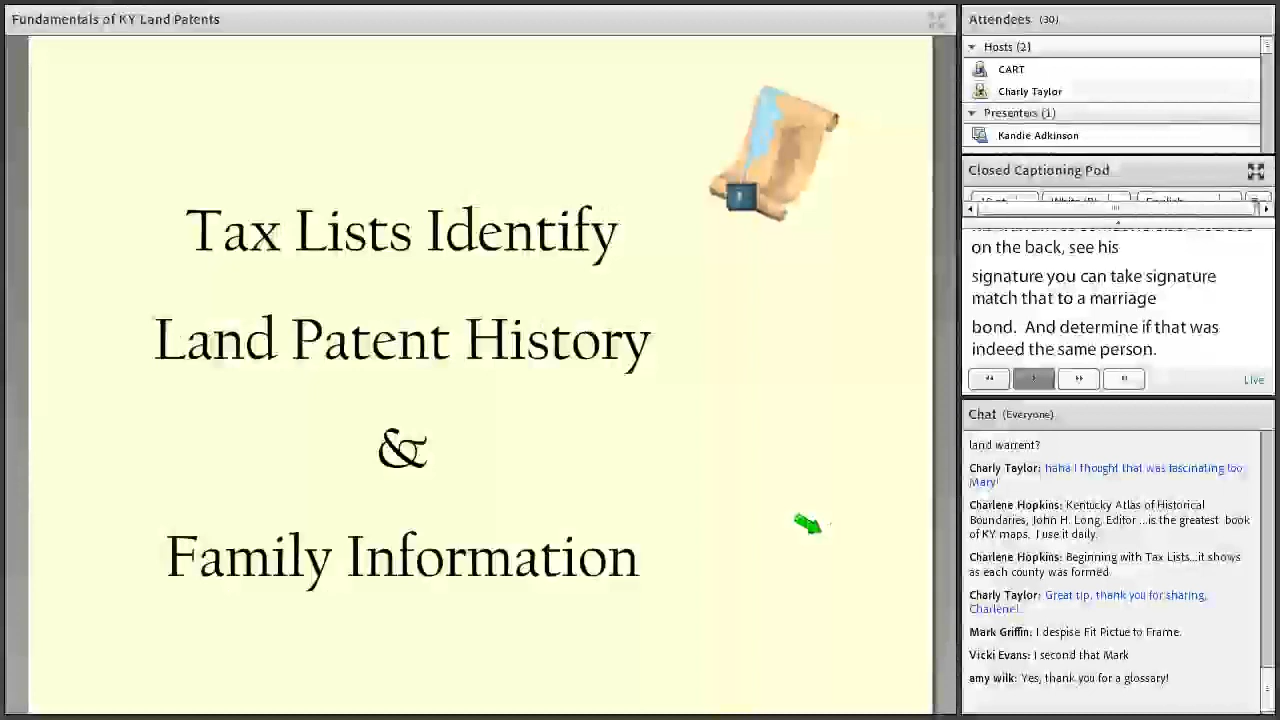 Fundamentals of KY Land Patents
Tax Lists Identify
Land Patent History
&
Family Information
Attendees (30)
Hosts (2)
CART
Charly Taylor
Presenters (1)
Kandie Adkinson
Closed Captioning Pod
English
on the back, see his
signature you can take signature
match that to a marriage
bond. And determine if that was
indeed the same person.
Live
Chat (Everyone)
land warrent?
Charly Taylor: haha I thought that was fascinating too
Mary!
Charlene Hopkins: Kentucky Atlas of Historical
Boundaries, John H. Long, Editor ...is the greatest book
of KY maps. I use it daily.
Charlene Hopkins: Beginning with Tax Lists...it shows
as each county was formed
Charly Taylor: Great tip, thank you for sharing,
Charlene!
Mark Griffin: I despise Fit Pictue to Frame.
Vicki Evans: I second that Mark
amy wilk: Yes, thank you for a glossary!